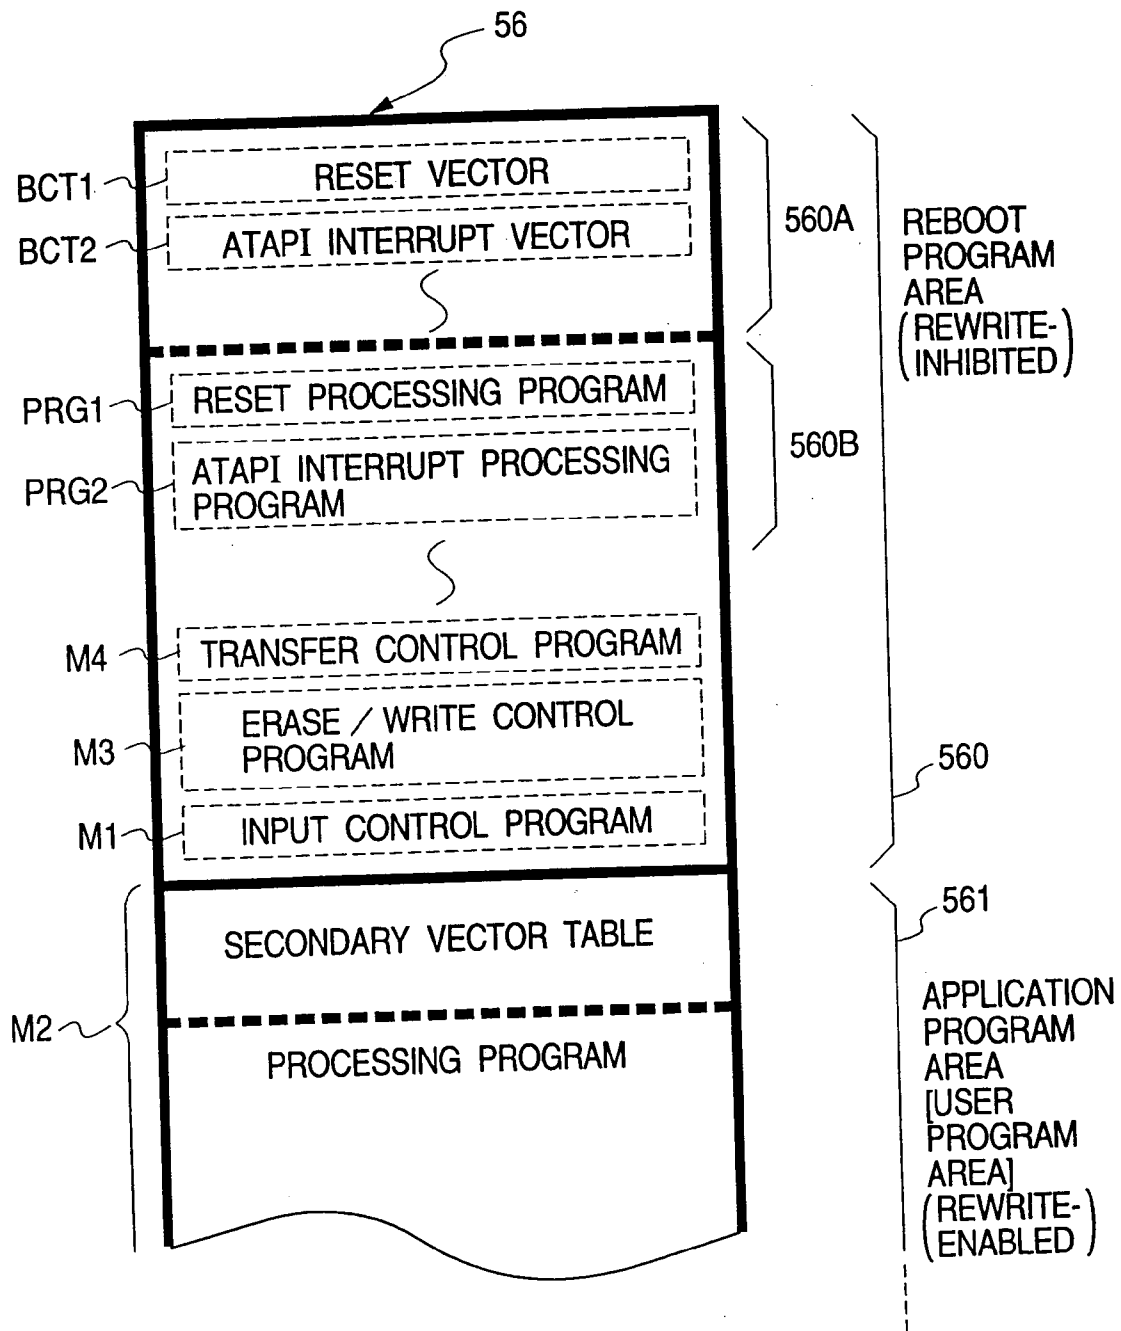 56
BCT1
RESET VECTOR
BCT2
ATAPI INTERRUPT VECTOR
560A
REBOOT
PROGRAM
AREA
(REWRITE-
INHIBITED)
PRG1
RESET PROCESSING PROGRAM
PRG2
ATAPI INTERRUPT PROCESSING
PROGRAM
560B
M4
TRANSFER CONTROL PROGRAM
M3
ERASE / WRITE CONTROL
PROGRAM
M1
INPUT CONTROL PROGRAM
560
561
SECONDARY VECTOR TABLE
M2
PROCESSING PROGRAM
APPLICATION
PROGRAM
AREA
[USER
PROGRAM
AREA]
(REWRITE-
ENABLED)